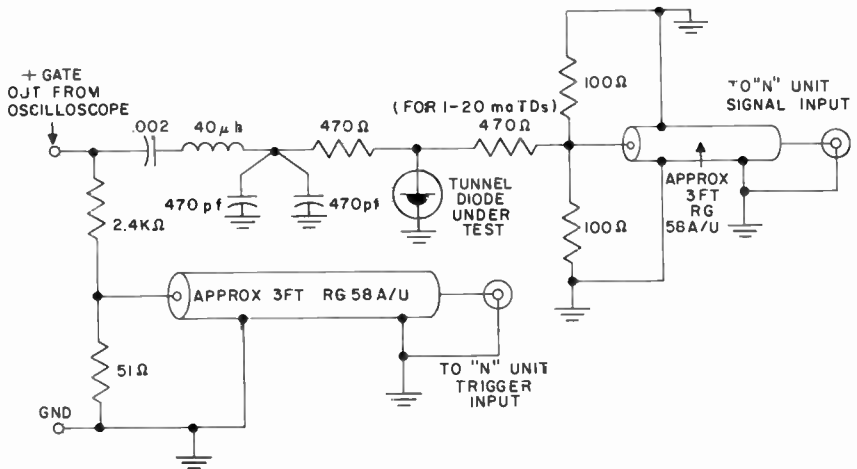 + GATE
OUT FROM
OSCILLOSCOPE
.002
40μh
470Ω
(FOR 1-20 ma TDs)
470Ω
100Ω
TO "N" UNIT
SIGNAL INPUT
470 pf
470pf
TUNNEL
DIODE
UNDER
TEST
APPROX
3FT
RG
58A/U
2.4KΩ
100Ω
APPROX 3FT RG 58A/U
51Ω
TO "N" UNIT
TRIGGER
INPUT
GND